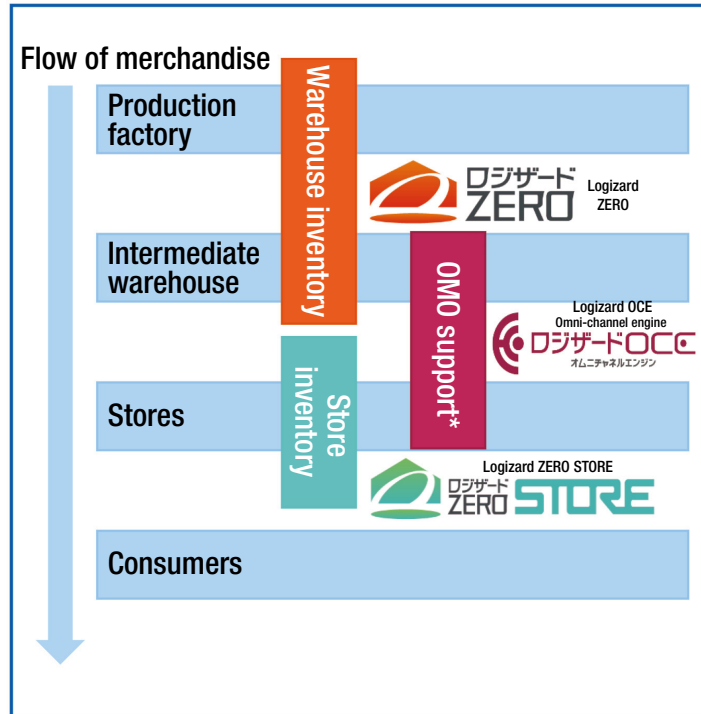 Flow of merchandise
Warehouse inventory
Production
factory
ロジザード
ZERO
Logizard
ZERO
Intermediate
warehouse
OMO support*
Logizard OCE
Omni-channel engine
ロジザードOCE
オムニチャネルエンジン
Store
inventory
Stores
Logizard ZERO STORE
ロジザード
ZERO
STORE
Consumers